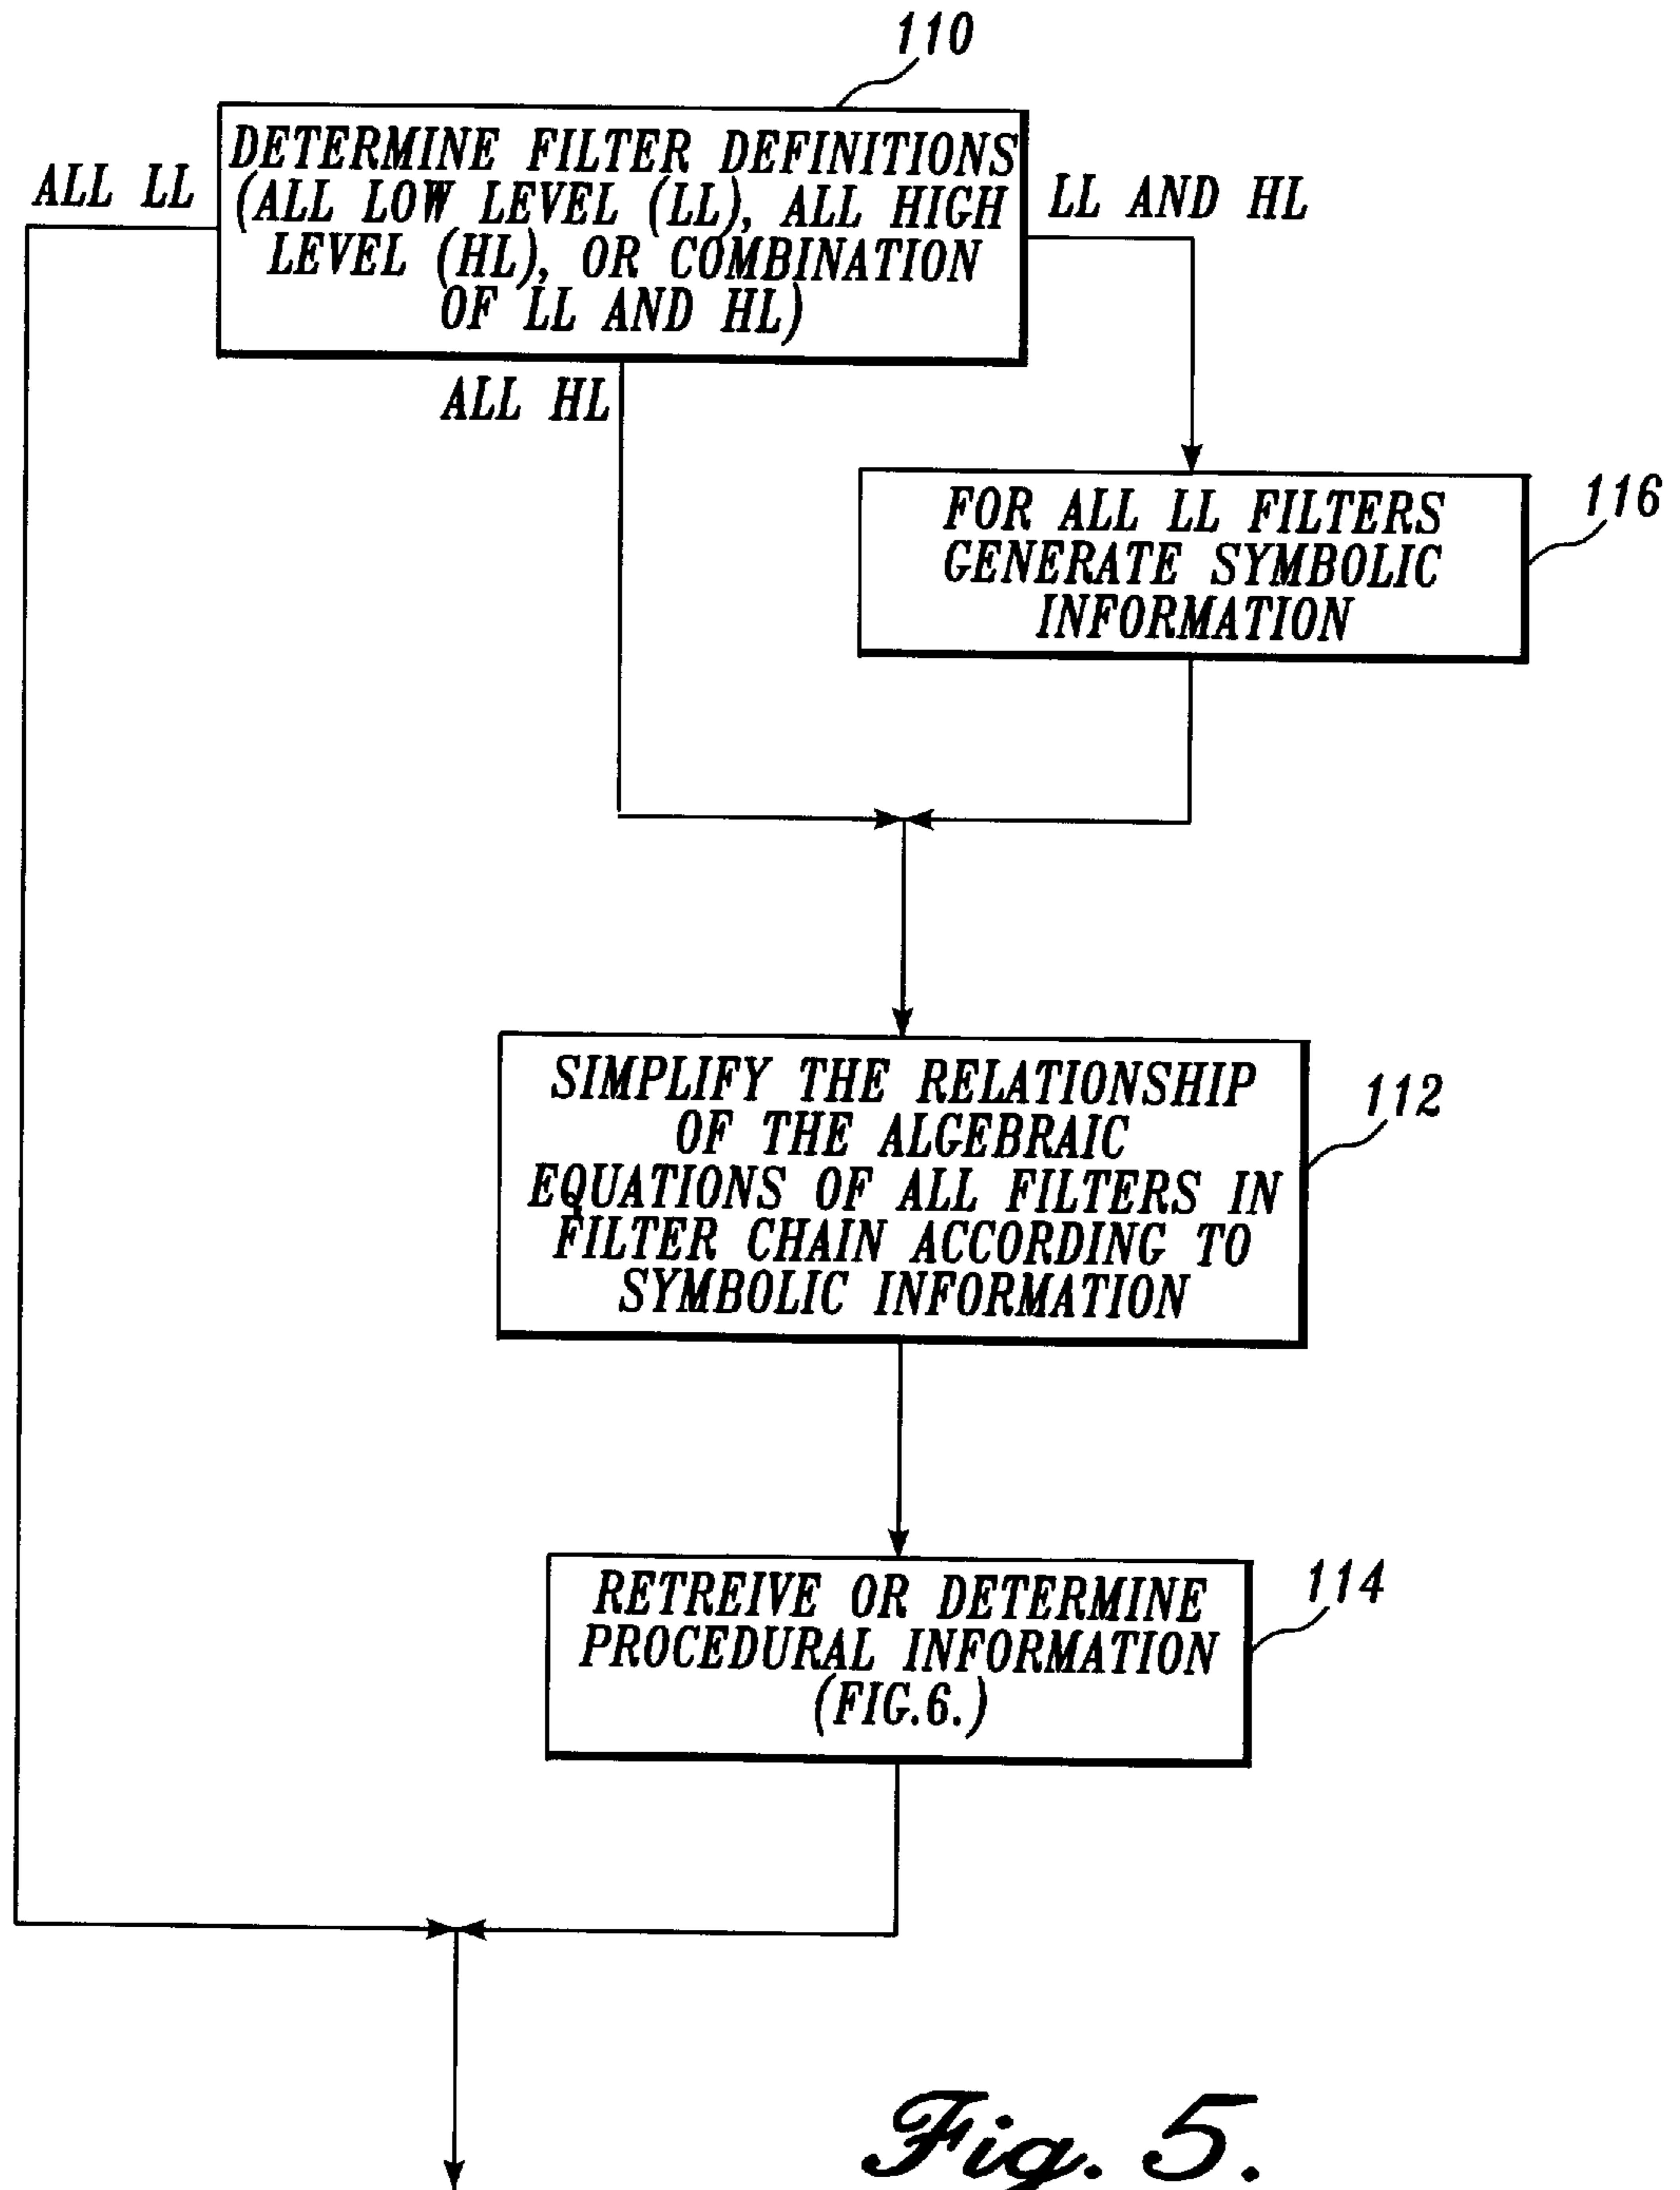 110
DETERMINE FILTER DEFINITIONS
(ALL LOW LEVEL (LL), ALL HIGH
LEVEL (HL), OR COMBINATION
OF LL AND HL)
ALL LL
LL AND HL
ALL HL
116
FOR ALL LL FILTERS
GENERATE SYMBOLIC
INFORMATION
112
SIMPLIFY THE RELATIONSHIP
OF THE ALGEBRAIC
EQUATIONS OF ALL FILTERS IN
FILTER CHAIN ACCORDING TO
SYMBOLIC INFORMATION
114
RETREIVE OR DETERMINE
PROCEDURAL INFORMATION
(FIG.6.)
Fig. 5.